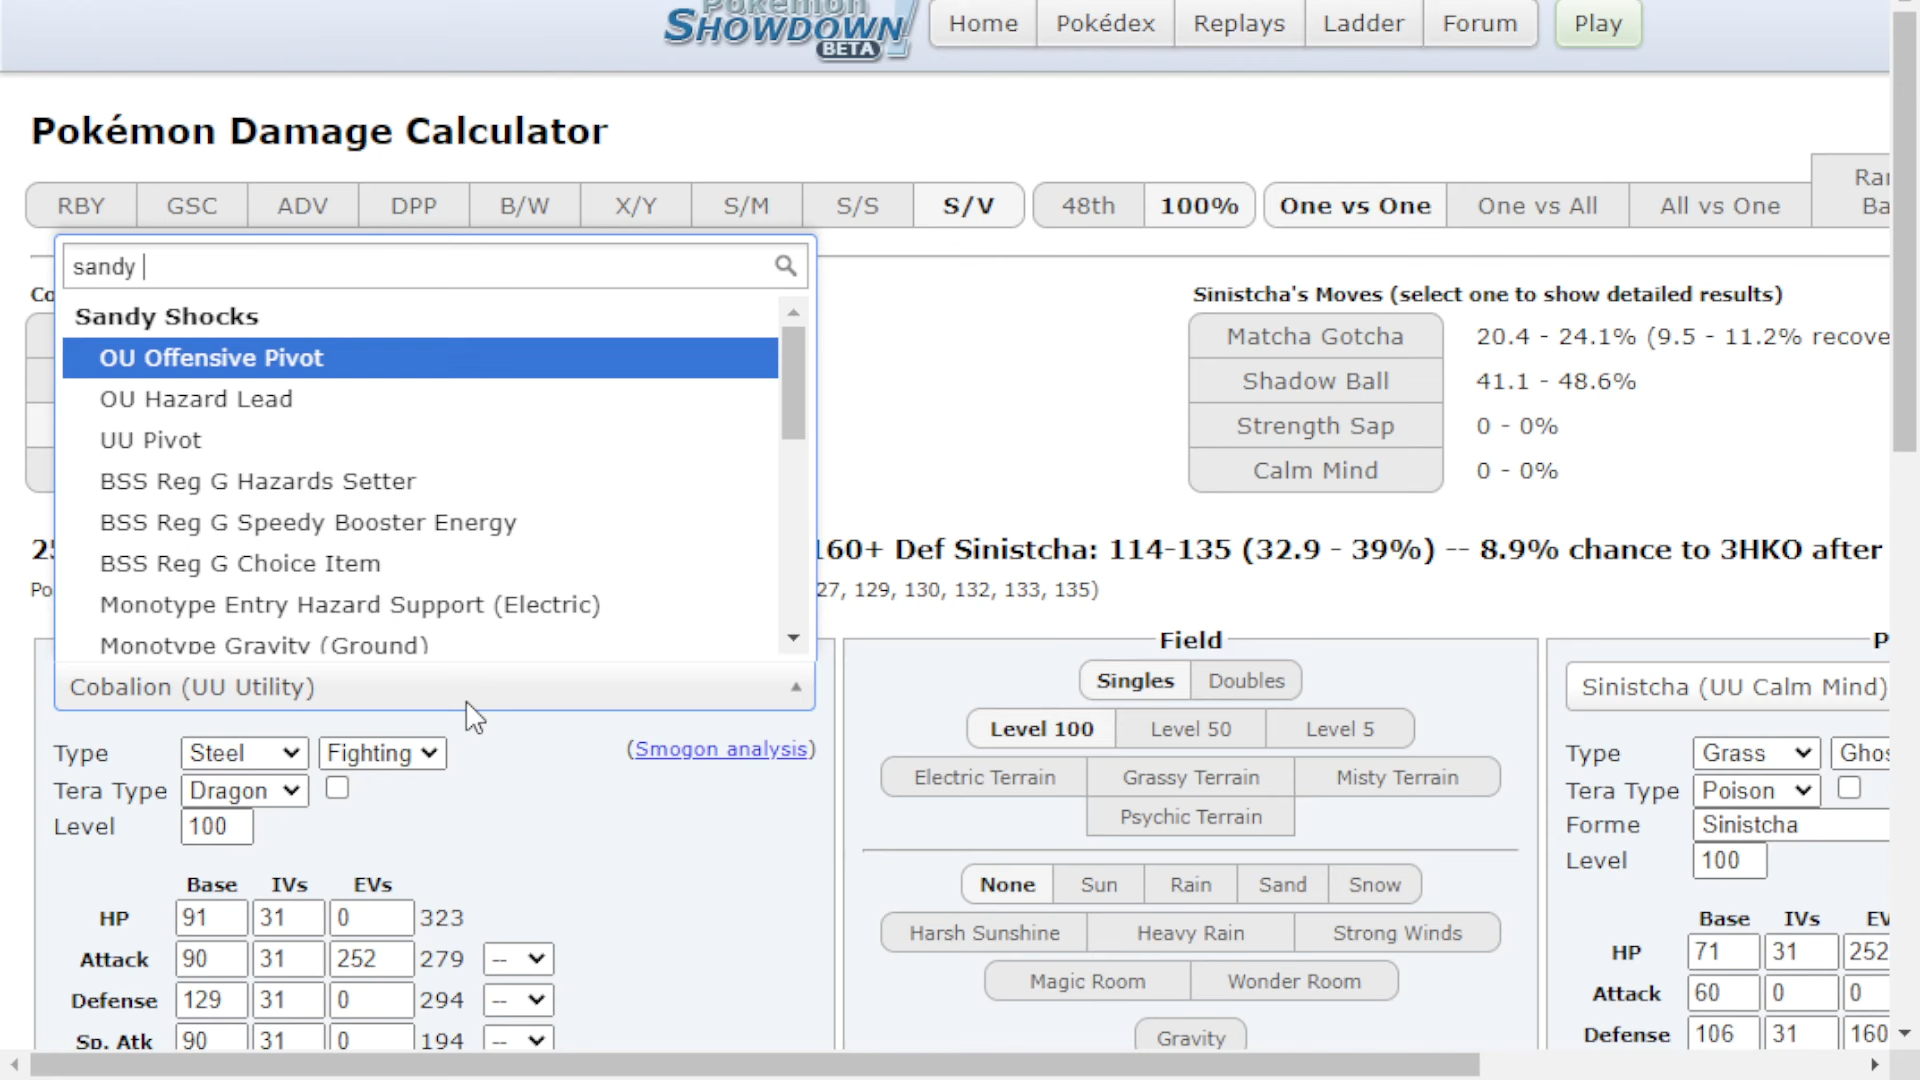 Pokémon
SHOWDOWN!
BETA
Home Pokédex Replays Ladder Forum Play
Pokémon Damage Calculator
RBY GSC ADV DPP B/W X/Y S/M S/S S/V 48th 100% One vs One One vs All All vs One Ran
Ba
sandy
Co
Sandy Shocks
OU Offensive Pivot
OU Hazard Lead
UU Pivot
BSS Reg G Hazards Setter
BSS Reg G Speedy Booster Energy
BSS Reg G Choice Item
Monotype Entry Hazard Support (Electric)
Monotype Gravity (Ground)
Cobalion (UU Utility)
Sinistcha's Moves (select one to show detailed results)
Matcha Gotcha 20.4 - 24.1% (9.5 - 11.2% recove
Shadow Ball 41.1 - 48.6%
Strength Sap 0 - 0%
Calm Mind 0 - 0%
25 160+ Def Sinistcha: 114-135 (32.9 - 39%) -- 8.9% chance to 3HKO after
Po 27, 129, 130, 132, 133, 135)
Type Steel Fighting (Smogon analysis)
Tera Type Dragon
Level 100
Base IVs EVs
HP 91 31 0 323
Attack 90 31 252 279 --
Defense 129 31 0 294 --
Sp. Atk 90 31 0 194 --
Field
Singles Doubles
Level 100 Level 50 Level 5
Electric Terrain Grassy Terrain Misty Terrain
Psychic Terrain
None Sun Rain Sand Snow
Harsh Sunshine Heavy Rain Strong Winds
Magic Room Wonder Room
Gravity
P
Sinistcha (UU Calm Mind)
Type Grass Ghos
Tera Type Poison
Forme Sinistcha
Level 100
Base IVs EV
HP 71 31 252
Attack 60 0 0
Defense 106 31 160